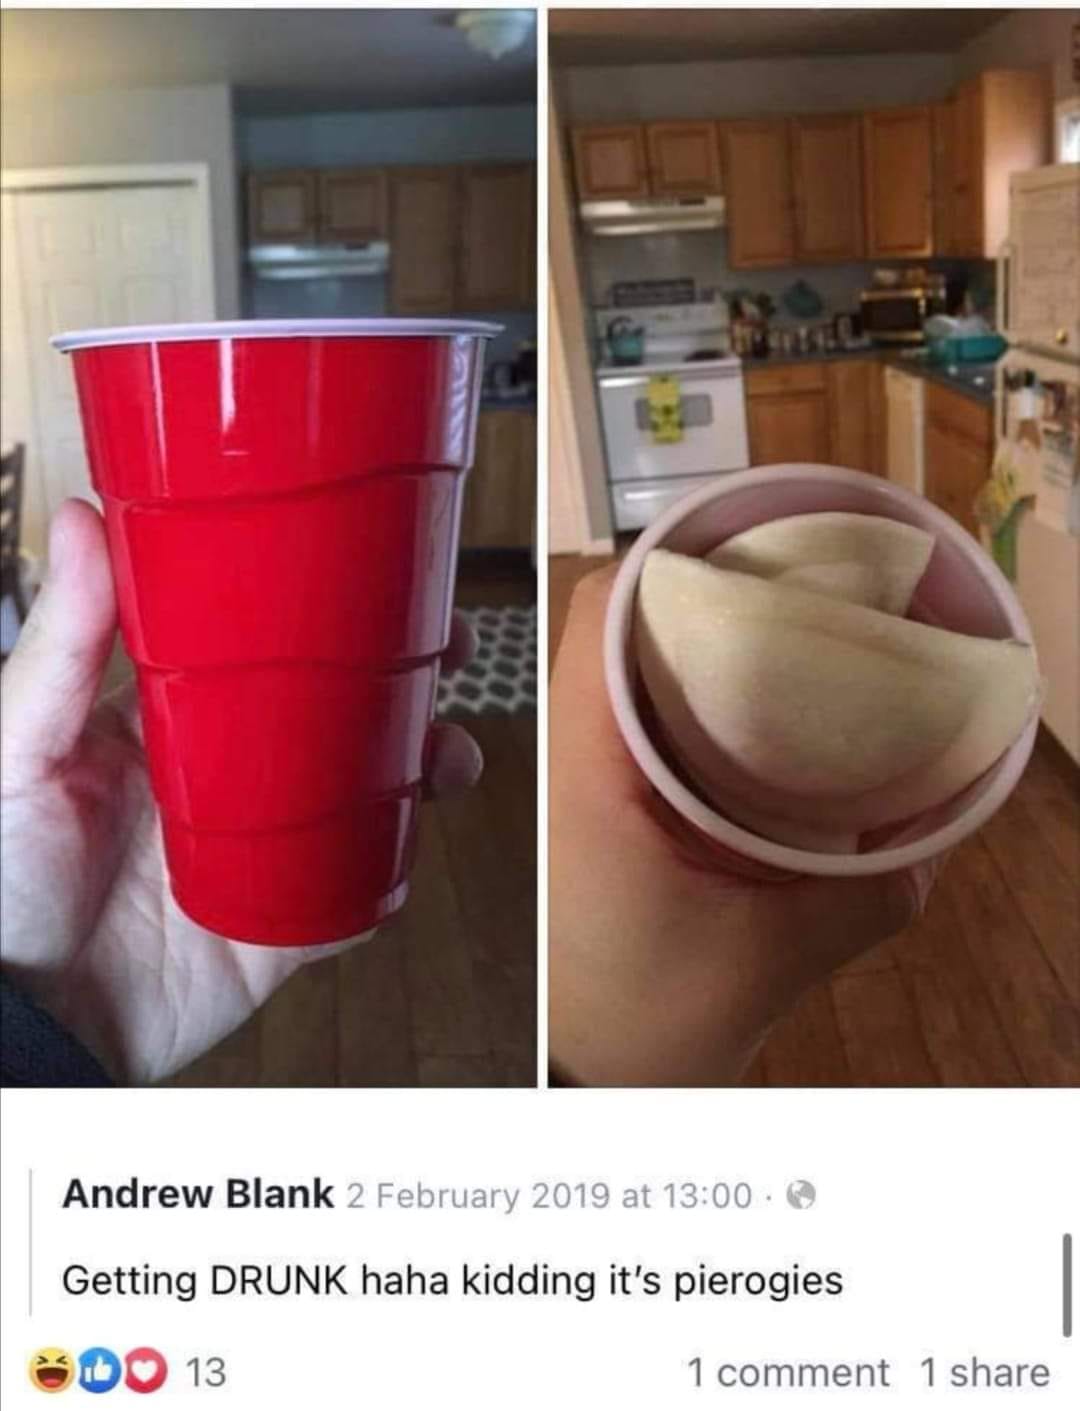 Andrew Blank 2 February 2019 at 13:00 ·
Getting DRUNK haha kidding it's pierogies
13 1 comment 1 share